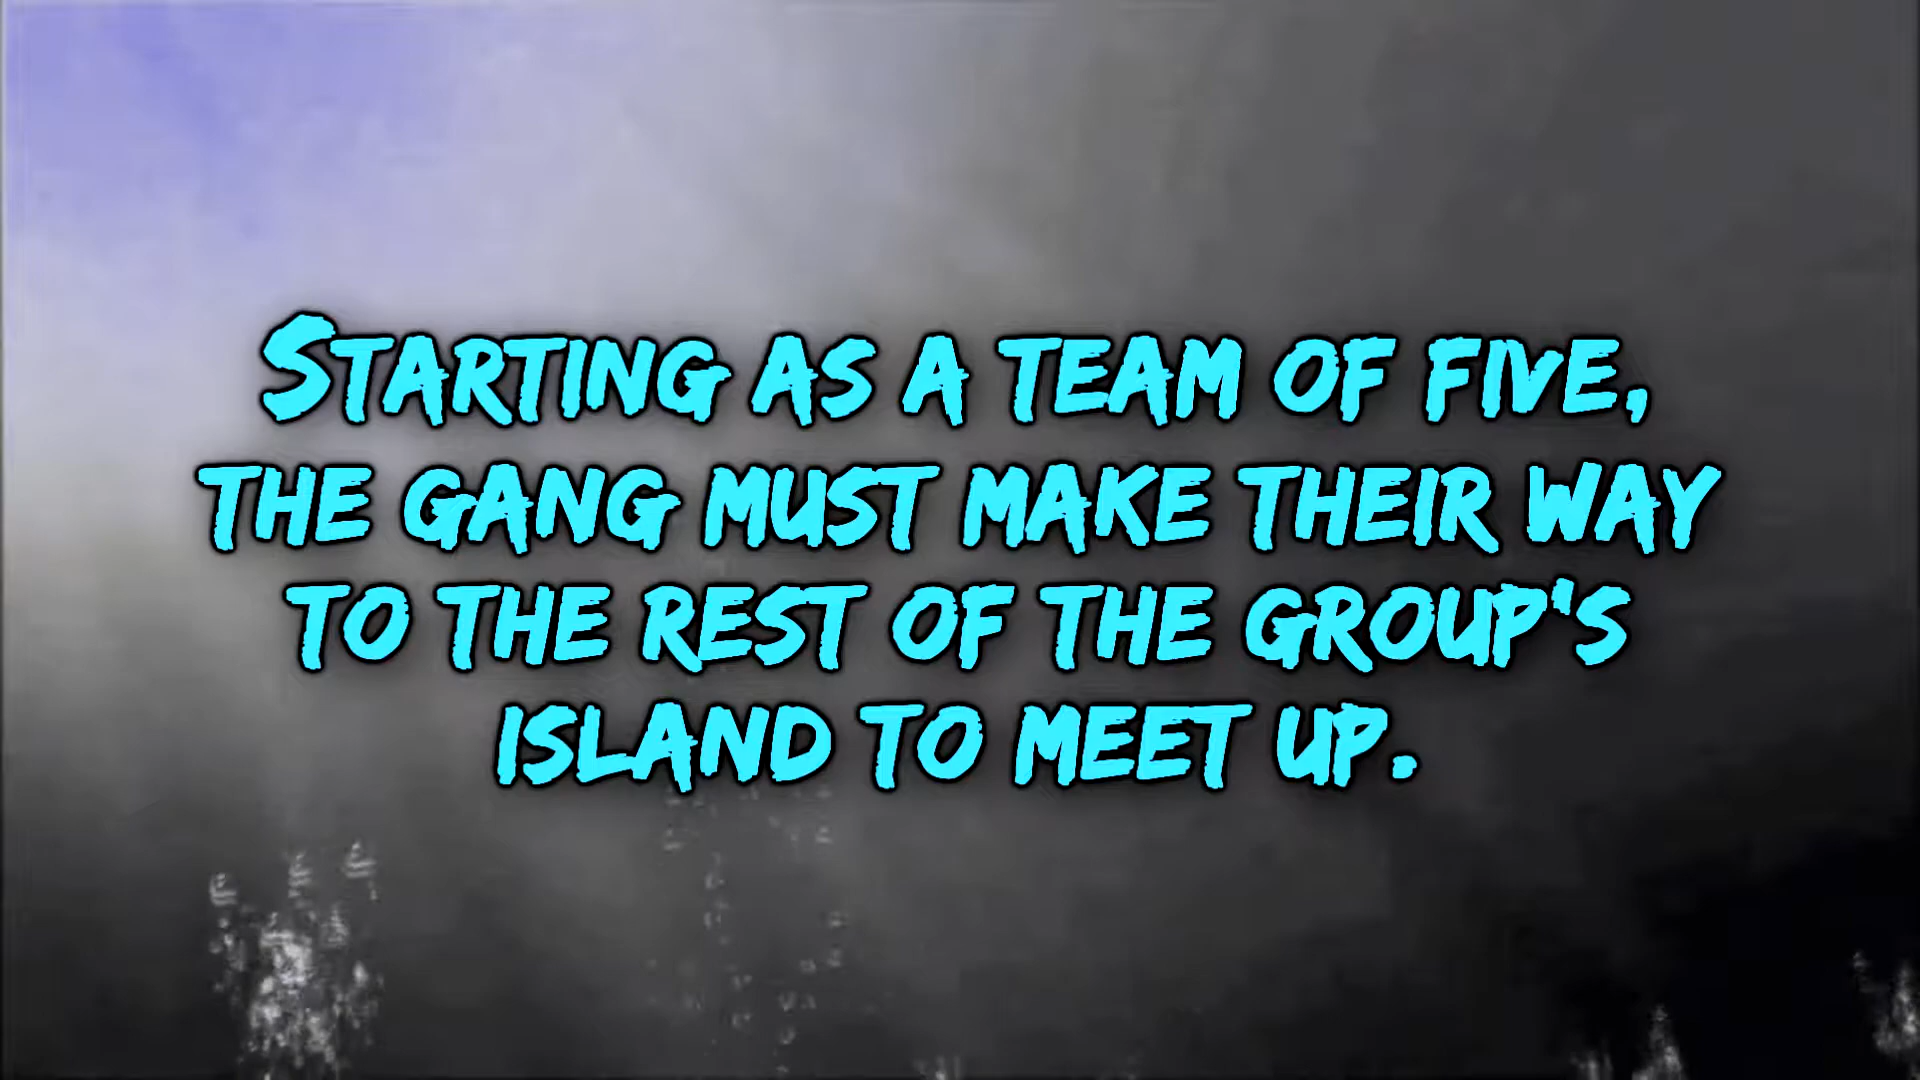 Starting as a team of five,
the gang must make their way
to the rest of the group's
island to meet up.